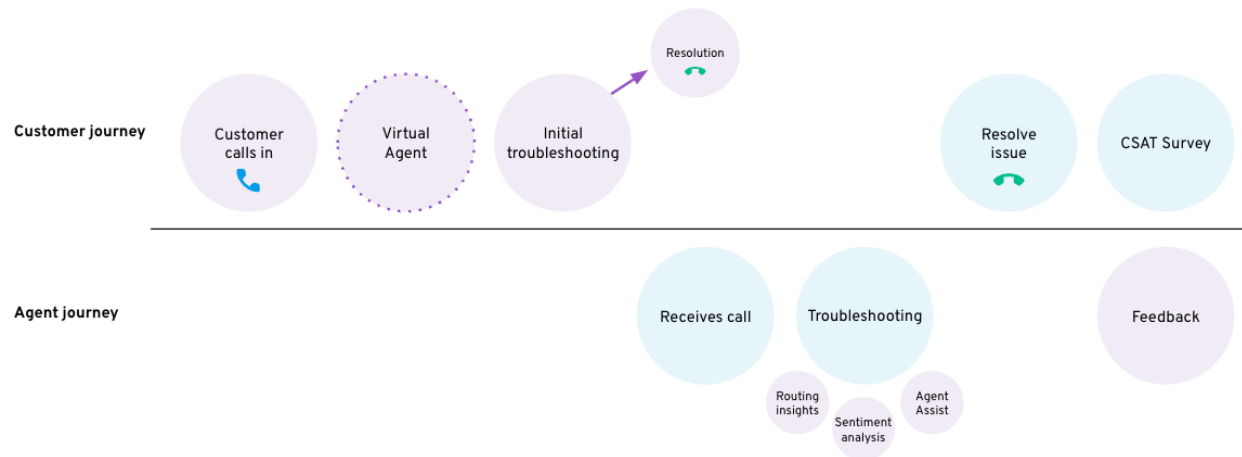 Resolution
Customer journey
Customer
calls in
Virtual
Agent
Initial
troubleshooting
Resolve
issue
CSAT Survey
Agent journey
Receives call
Troubleshooting
Feedback
Routing
insights
Sentiment
analysis
Agent
Assist